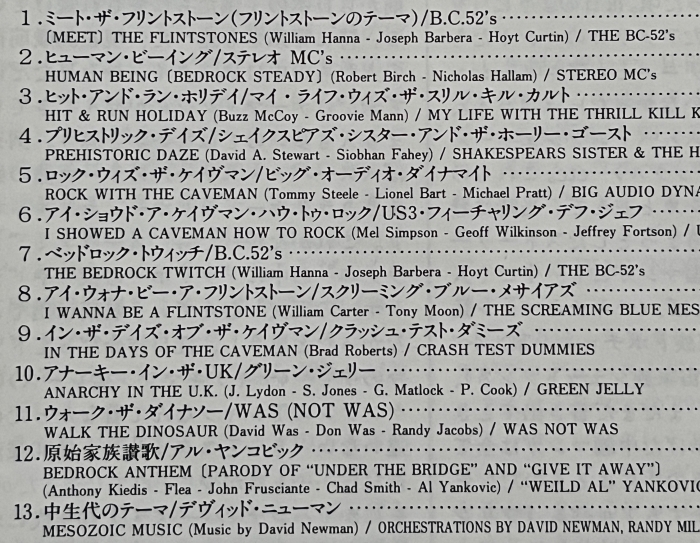 1.ミート・ザ・フリントストーン(フリントストーンのテーマ)/B.C.52's
〔MEET〕 THE FLINTSTONES (William Hanna - Joseph Barbera - Hoyt Curtin) / THE BC-52's
2.ヒューマン・ビーイング/ステレオ MC's
HUMAN BEING 〔BEDROCK STEADY〕 (Robert Birch - Nicholas Hallam) / STEREO MC's
3.ヒット・アンド・ラン・ホリデイ/マイ・ライフ・ウィズ・ザ・スリル・キル・カルト
HIT & RUN HOLIDAY (Buzz McCoy - Groovie Mann) / MY LIFE WITH THE THRILL KILL K
4.プリヒストリック・デイズ/シェイクスピアズ・シスター・アンド・ザ・ホーリー・ゴースト
PREHISTORIC DAZE (David A. Stewart - Siobhan Fahey) / SHAKESPEARS SISTER & THE H
5.ロック・ウィズ・ザ・ケイヴマン/ビッグ・オーディオ・ダイナマイト
ROCK WITH THE CAVEMAN (Tommy Steele - Lionel Bart - Michael Pratt) / BIG AUDIO DYNA
6.アイ・ショウド・ア・ケイヴマン・ハウ・トゥ・ロック/US3・フィーチャリング・デフ・ジェフ
I SHOWED A CAVEMAN HOW TO ROCK (Mel Simpson - Geoff Wilkinson - Jeffrey Fortson) / U
7.ベッドロック・トウィッチ/B.C.52's
THE BEDROCK TWITCH (William Hanna - Joseph Barbera - Hoyt Curtin) / THE BC-52's
8.アイ・ウォナ・ビー・ア・フリントストーン/スクリーミング・ブルー・メサイアズ
I WANNA BE A FLINTSTONE (William Carter - Tony Moon) / THE SCREAMING BLUE MES
9.イン・ザ・デイズ・オブ・ザ・ケイヴマン/クラッシュ・テスト・ダミーズ
IN THE DAYS OF THE CAVEMAN (Brad Roberts) / CRASH TEST DUMMIES
10.アナーキー・イン・ザ・UK/グリーン・ジェリー
ANARCHY IN THE U.K. (J. Lydon - S. Jones - G. Matlock - P. Cook) / GREEN JELLY
11.ウォーク・ザ・ダイナソー/WAS (NOT WAS)
WALK THE DINOSAUR (David Was - Don Was - Randy Jacobs) / WAS NOT WAS
12.原始家族讃歌/アル・ヤンコビック
BEDROCK ANTHEM 〔PARODY OF “UNDER THE BRIDGE” AND “GIVE IT AWAY”〕
(Anthony Kiedis - Flea - John Frusciante - Chad Smith - Al Yankovic) / “WEILD AL” YANKOVIC
13.中生代のテーマ/デヴィッド・ニューマン
MESOZOIC MUSIC (Music by David Newman) / ORCHESTRATIONS BY DAVID NEWMAN, RANDY MIL